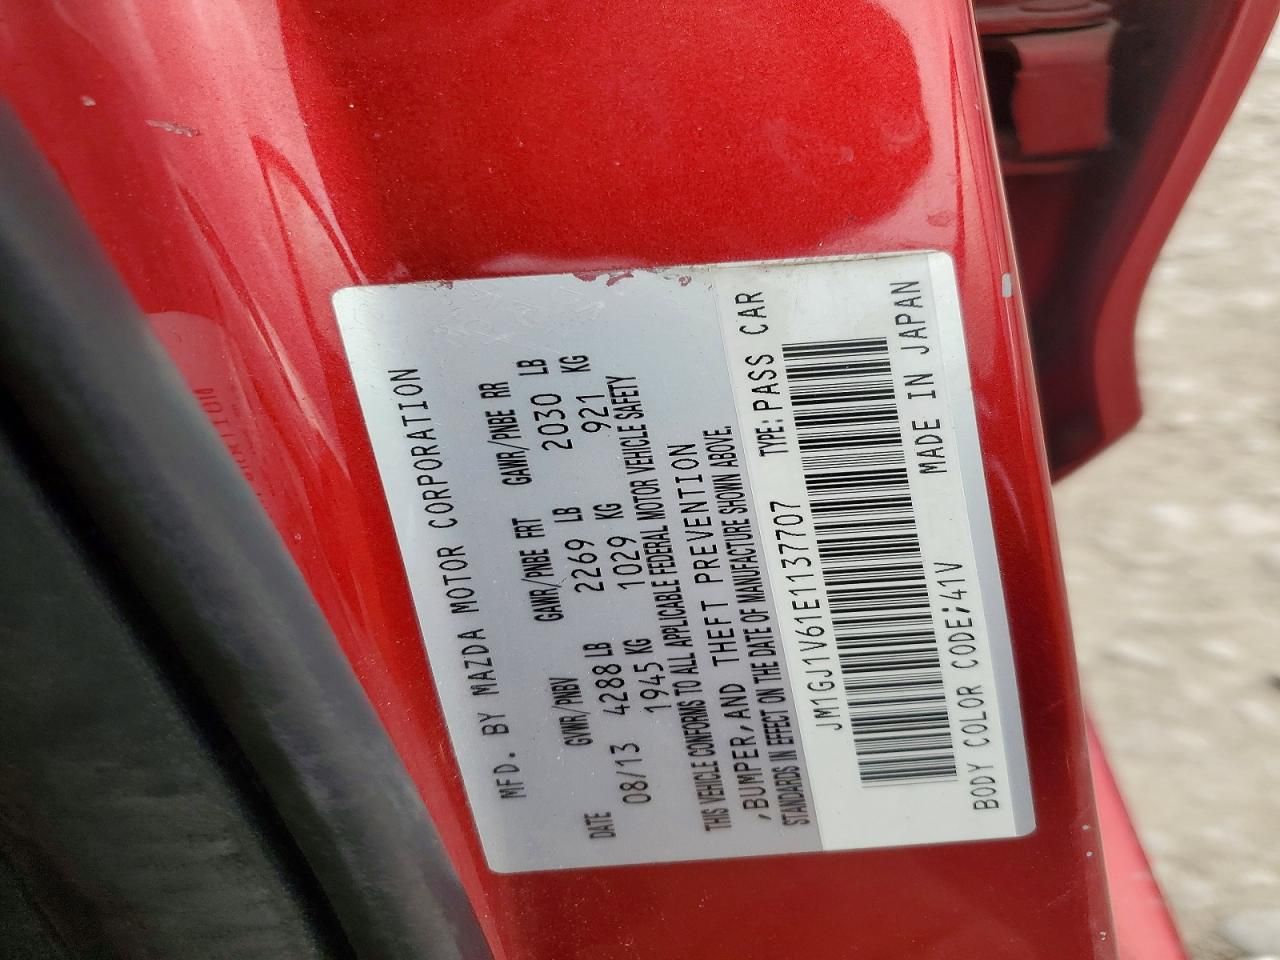 MFD. BY MAZDA MOTOR CORPORATION
DATE GVWR/PNBV GAWR/PNBE FRT GAWR/PNBE RR
08/13 4288 LB 2269 LB 2030 LB
1945 KG 1029 KG 921 KG
THIS VEHICLE CONFORMS TO ALL APPLICABLE FEDERAL MOTOR VEHICLE SAFETY
,BUMPER,AND THEFT PREVENTION
STANDARDS IN EFFECT ON THE DATE OF MANUFACTURE SHOWN ABOVE.
JM1GJ1V61E1137707 TYPE:PASS CAR
BODY COLOR CODE;41V MADE IN JAPAN